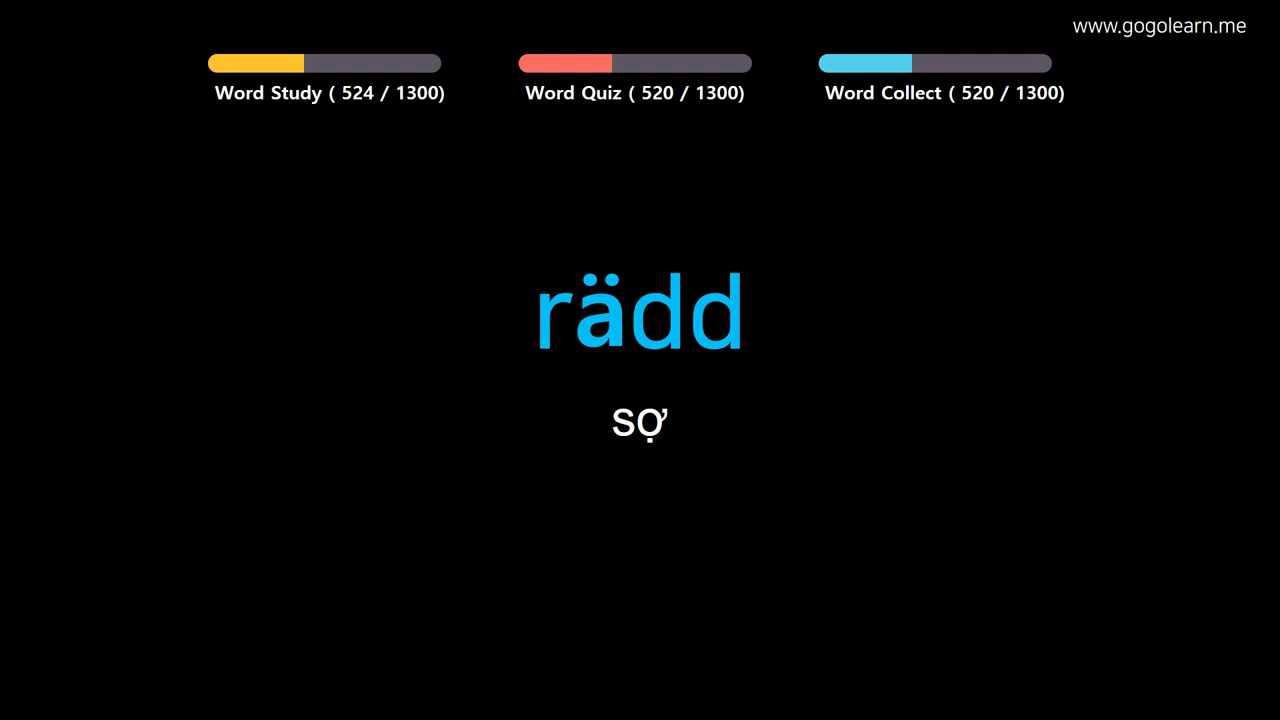 www.gogolearn.me
Word Study ( 524 / 1300)
Word Quiz ( 520 / 1300)
Word Collect ( 520 / 1300)
rädd
sợ